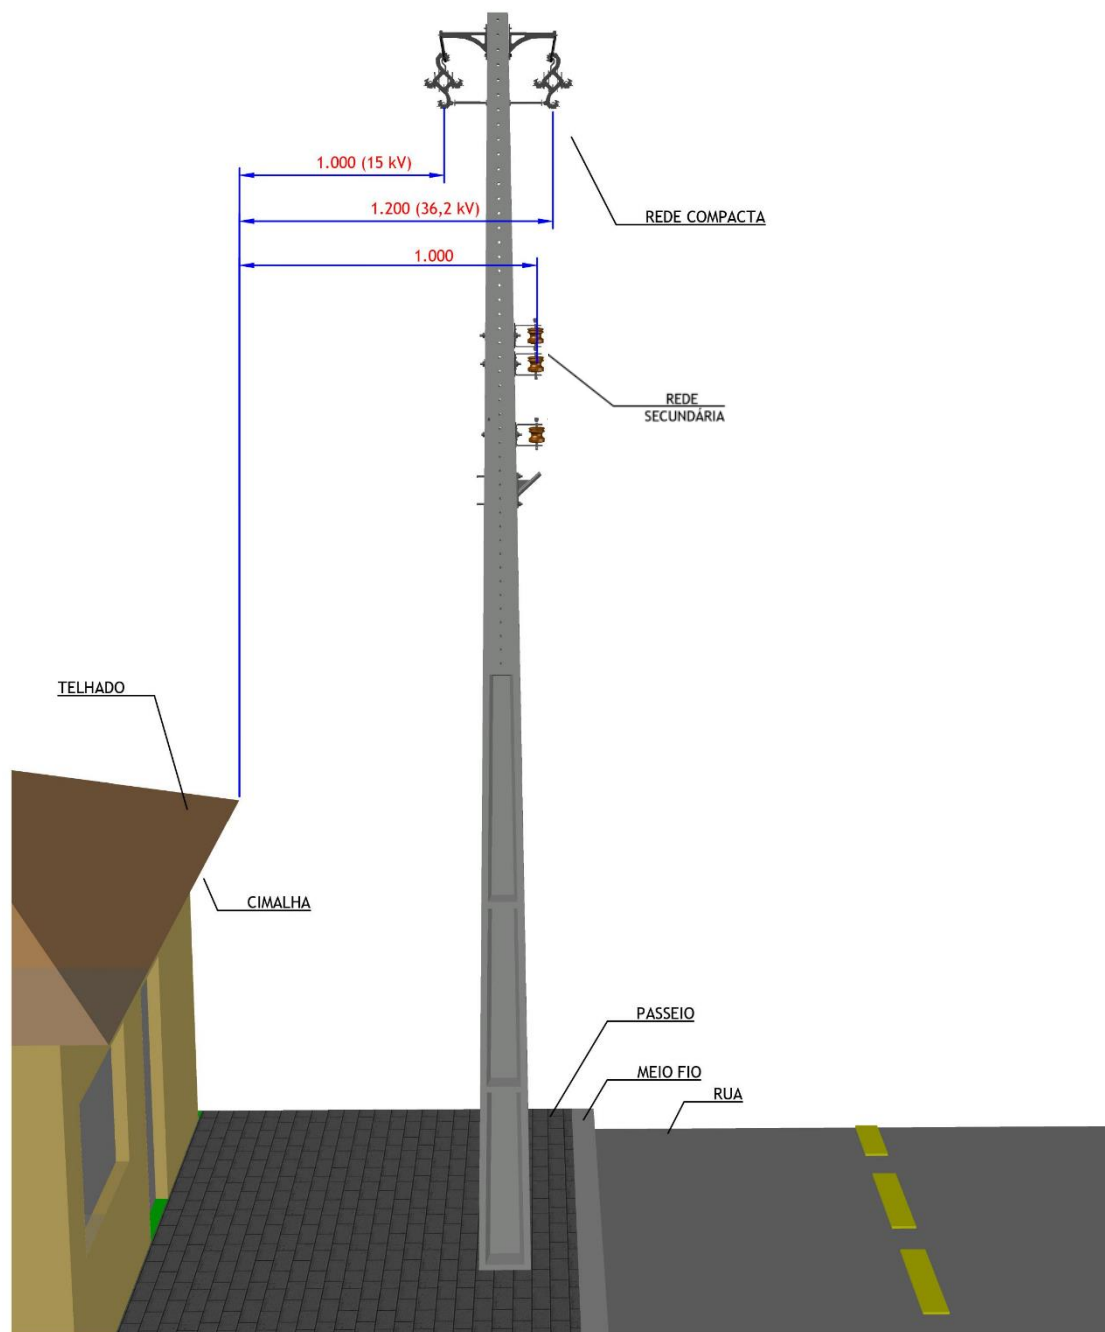 1.000 (15 kV)
1.200 (36,2 kV)
REDE COMPACTA
1.000
REDE
SECUNDÁRIA
TELHADO
CIMALHA
PASSEIO
MEIO FIO
RUA